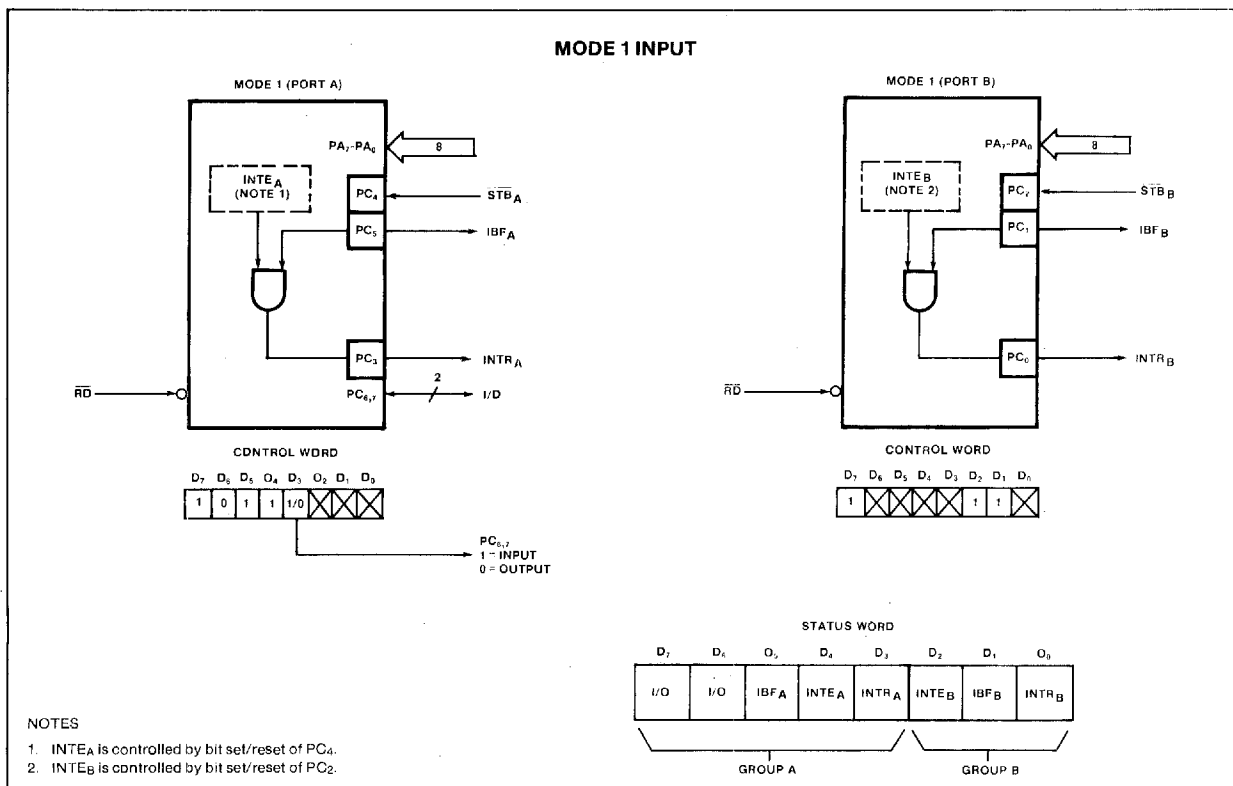 MODE 1 INPUT
MODE 1 (PORT A)
PA7-PA0
8
INTEA
(NOTE 1)
PC4
STBA
PC5
IBFA
PC3
INTRA
RD
PC6,7
2
I/D
CONTROL WORD
D7 D6 D5 O4 D3 O2 D1 D0
1 0 1 1 1/0
PC6,7
1 = INPUT
0 = OUTPUT
MODE 1 (PORT B)
PA7-PA0
8
INTEB
(NOTE 2)
PC2
STBB
PC1
IBFB
PC0
INTRB
RD
CONTROL WORD
D7 D6 D5 D4 D3 D2 D1 D0
1 1 1
STATUS WORD
D7 D6 O5 D4 D3 D2 D1 O0
I/O I/O IBFA INTEA INTRA INTEB IBFB INTRB
GROUP A GROUP B
NOTES
1. INTEA is controlled by bit set/reset of PC4.
2. INTEB is controlled by bit set/reset of PC2.